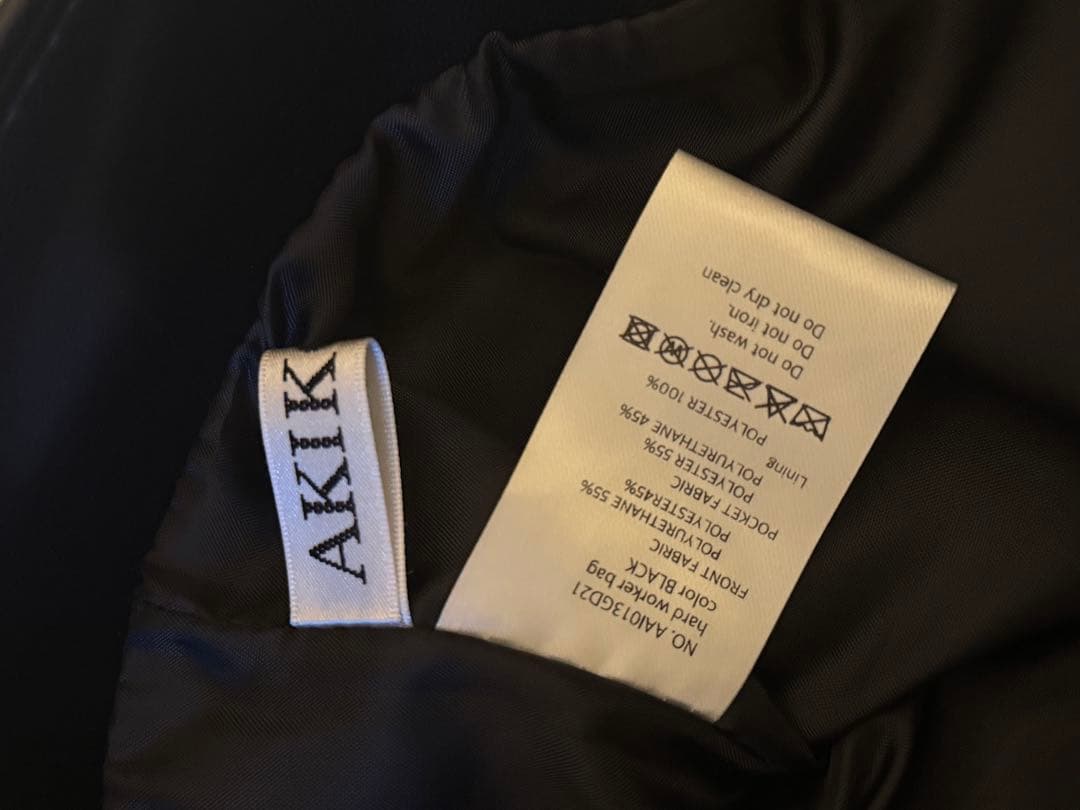 AKIK
NO. AAI013GD21
hard worker bag
color BLACK
FRONT FABRIC
POLYURETHANE 55%
POLYESTER45%
POCKET FABRIC
POLYESTER 55%
POLYURETHANE 45%
Lining
POLYESTER 100%
Do not wash.
Do not iron.
Do not dry clean